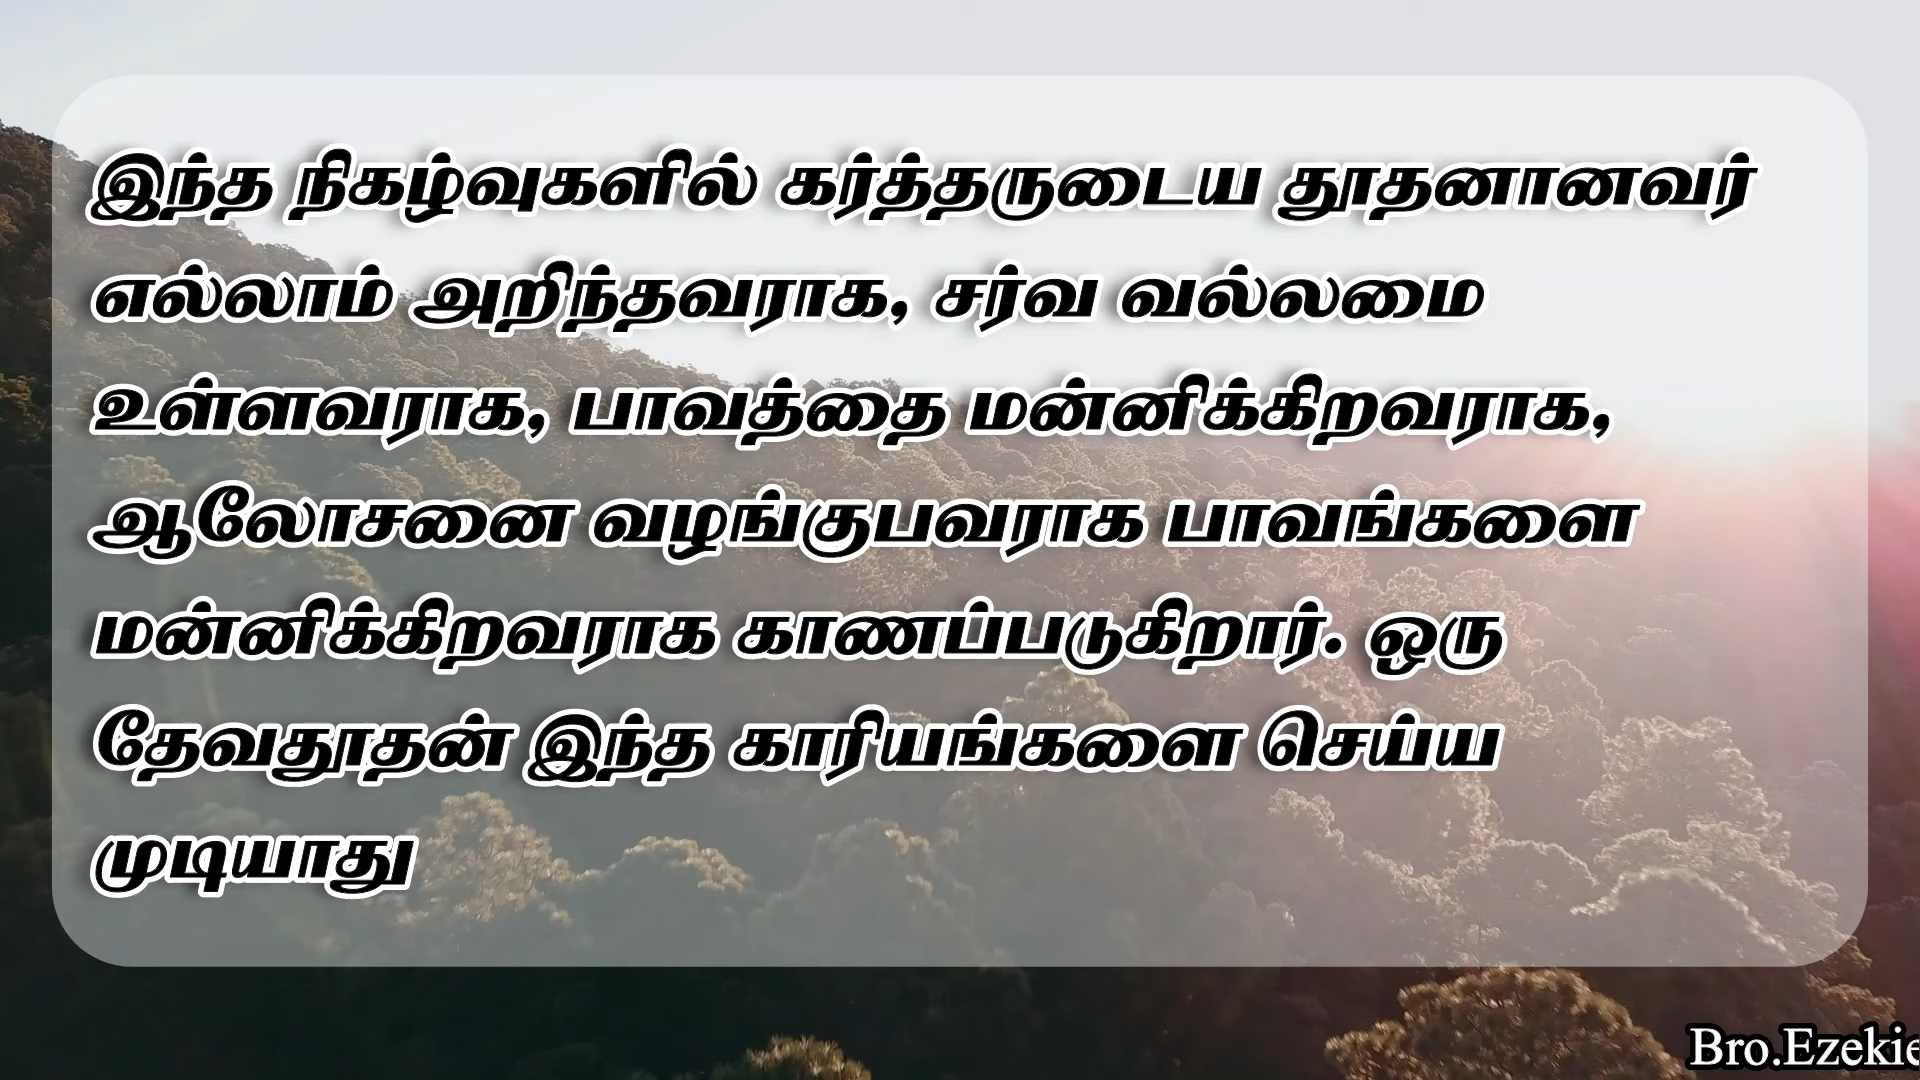 இந்த நிகழ்வுகளில் கர்த்தருடைய தூதனானவர்
எல்லாம் அறிந்தவராக, சர்வ வல்லமை
உள்ளவராக, பாவத்தை மன்னிக்கிறவராக,
ஆலோசனை வழங்குபவராக பாவங்களை
மன்னிக்கிறவராக காணப்படுகிறார். ஒரு
தேவதூதன் இந்த காரியங்களை செய்ய
முடியாது
Bro.Ezekie